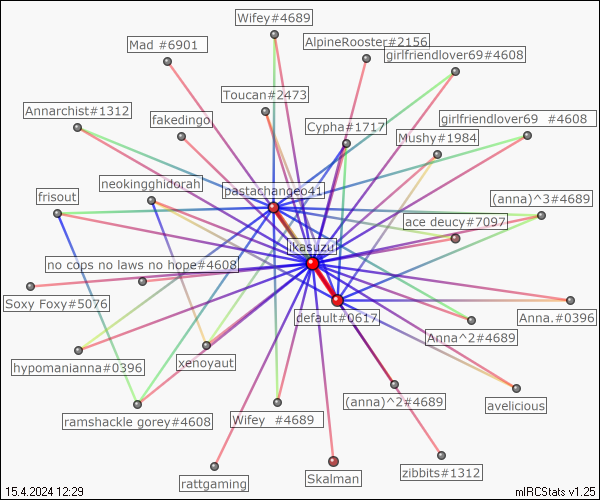 Wifey#4689
Mad #6901
AlpineRooster#2156
girlfriendlover69#4608
Toucan#2473
Annarchist#1312
fakedingo
girlfriendlover69 #4608
Cypha#1717
Mushy#1984
neokingghidorah
pastachangeo41
frisout
(anna)^3#4689
ace deucy#7097
ikasuzu
no cops no laws no hope#4608
Soxy Foxy#5076
default#0617
Anna.#0396
Anna^2#4689
hypomanianna#0396
xenoyaut
(anna)^2#4689
avelicious
ramshackle gorey#4608
Wifey #4689
zibbits#1312
rattgaming
Skalman
15.4.2024 12:29
mIRCStats v1.25